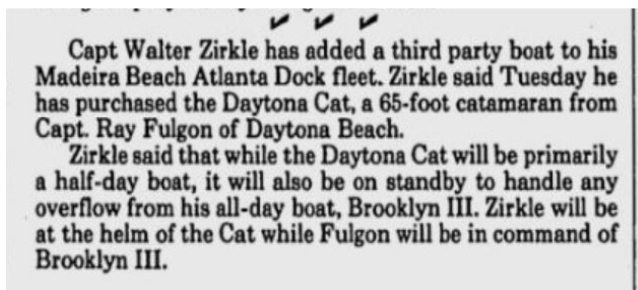 Capt Walter Zirkle has added a third party boat to his
Madeira Beach Atlanta Dock fleet. Zirkle said Tuesday he
has purchased the Daytona Cat, a 65-foot catamaran from
Capt. Ray Fulgon of Daytona Beach.
Zirkle said that while the Daytona Cat will be primarily
a half-day boat, it will also be on standby to handle any
overflow from his all-day boat, Brooklyn III. Zirkle will be
at the helm of the Cat while Fulgon will be in command of
Brooklyn III.